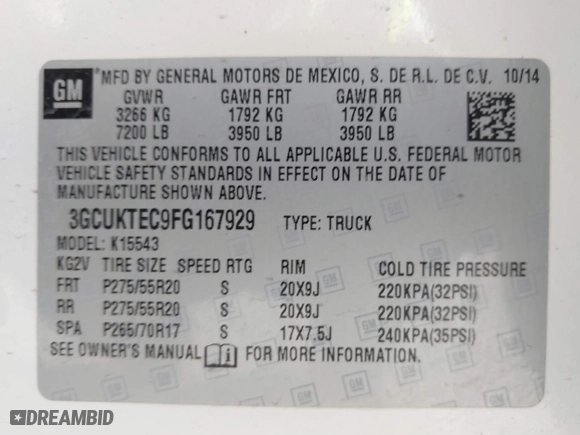 GM
MFD BY GENERAL MOTORS DE MEXICO, S. DE R.L. DE C.V. 10/14
GVWR GAWR FRT GAWR RR
3266 KG 1792 KG 1792 KG
7200 LB 3950 LB 3950 LB
THIS VEHICLE CONFORMS TO ALL APPLICABLE U.S. FEDERAL MOTOR
VEHICLE SAFETY STANDARDS IN EFFECT ON THE DATE OF
MANUFACTURE SHOWN ABOVE.
3GCUKTEC9FG167929 TYPE: TRUCK
MODEL: K15543
KG2V TIRE SIZE SPEED RTG RIM COLD TIRE PRESSURE
FRT P275/55R20 S 20X9J 220KPA(32PSI)
RR P275/55R20 S 20X9J 220KPA(32PSI)
SPA P265/70R17 S 17X7.5J 240KPA(35PSI)
SEE OWNER'S MANUAL FOR MORE INFORMATION.
DREAMBID